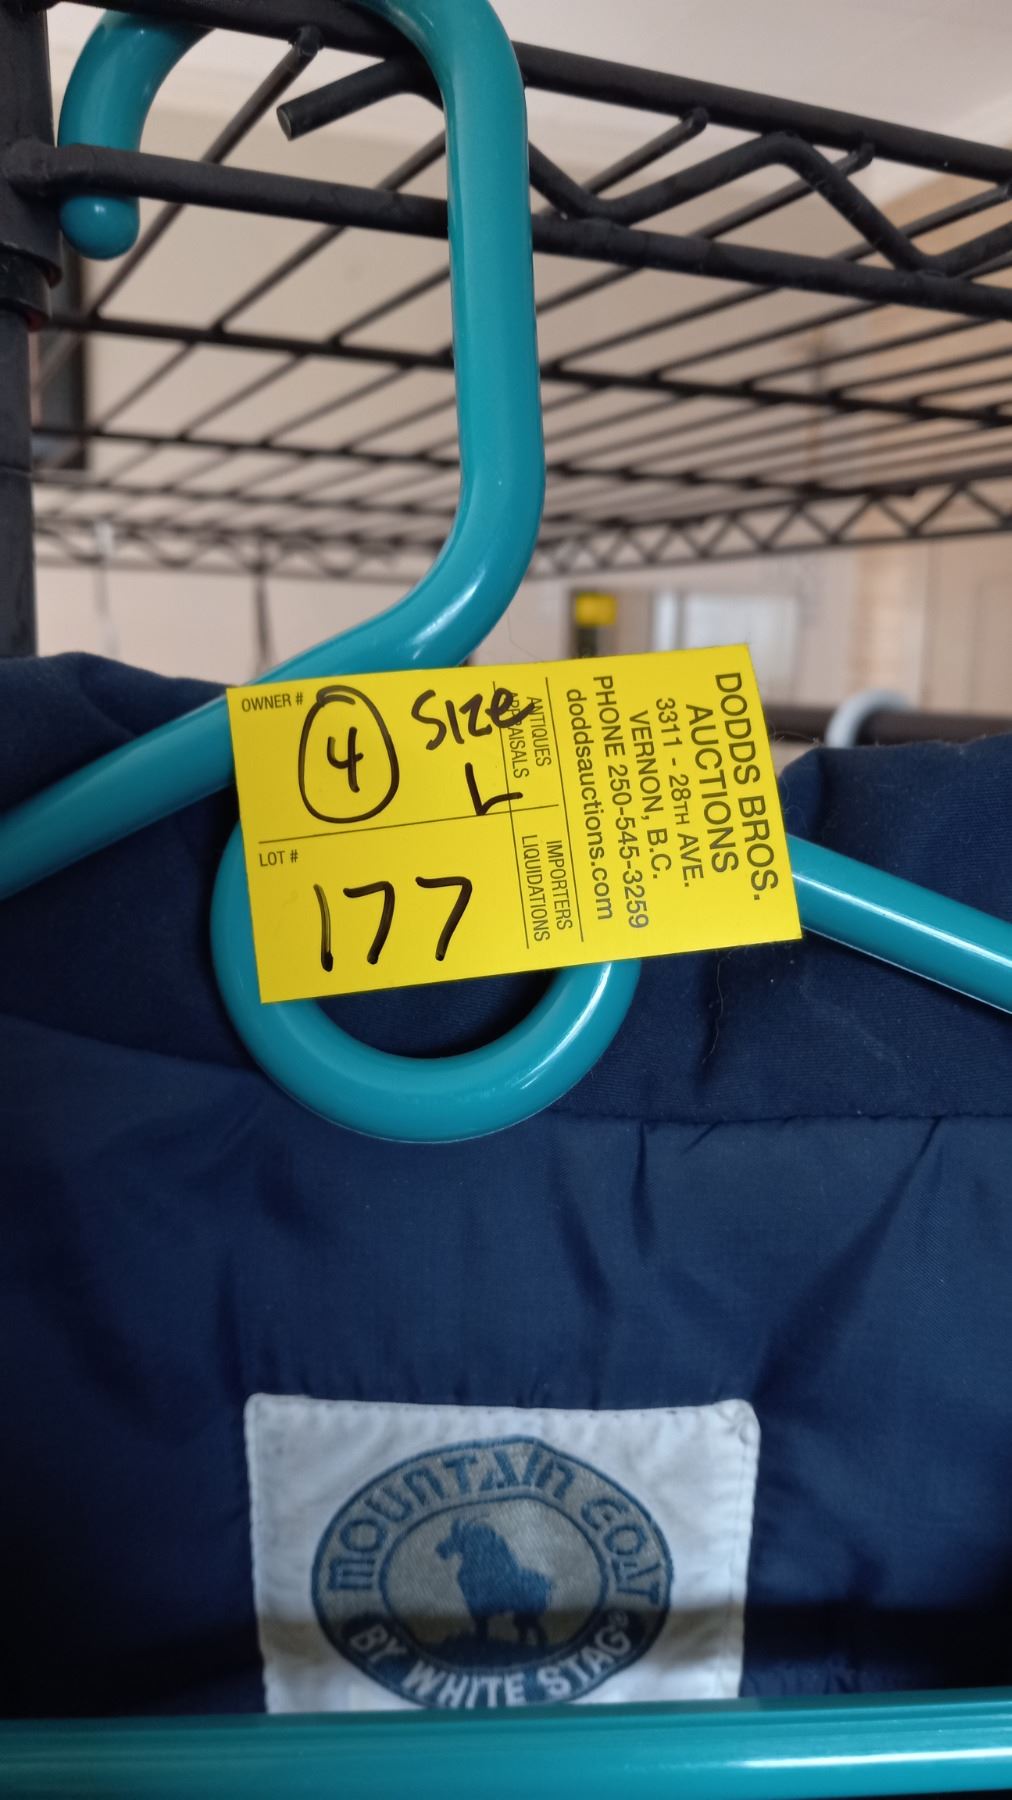 OWNER #
4
Size
L
LOT #
177
ANTIQUES
APPRAISALS
IMPORTERS
LIQUIDATIONS
DODDS BROS.
AUCTIONS
3311 - 28TH AVE.
VERNON, B.C.
PHONE 250-545-3259
doddsauctions.com
MOUNTAIN GOAT
BY WHITE STAG®